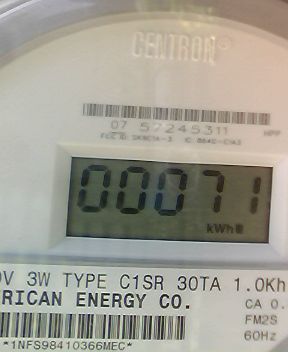 CENTRON
07 57245311 HPP
00071
kWh
V 3W TYPE C1SR 30TA 1.0Kh
RICAN ENERGY CO. CA 0.
FM2S
*1NFS98410366MEC* 60Hz